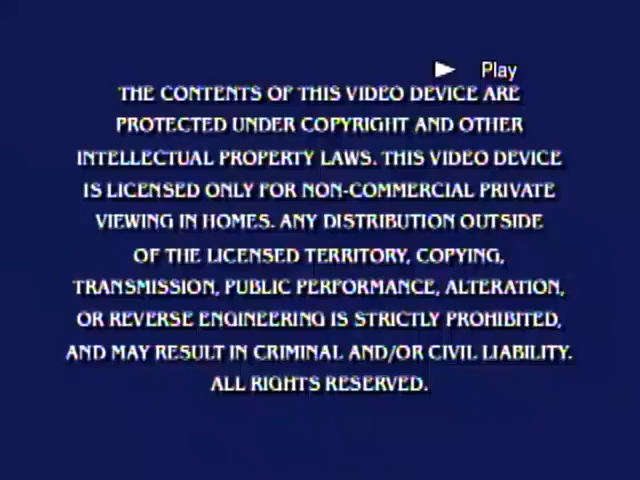 ▶ Play
THE CONTENTS OF THIS VIDEO DEVICE ARE
PROTECTED UNDER COPYRIGHT AND OTHER
INTELLECTUAL PROPERTY LAWS. THIS VIDEO DEVICE
IS LICENSED ONLY FOR NON-COMMERCIAL PRIVATE
VIEWING IN HOMES. ANY DISTRIBUTION OUTSIDE
OF THE LICENSED TERRITORY, COPYING,
TRANSMISSION, PUBLIC PERFORMANCE, ALTERATION,
OR REVERSE ENGINEERING IS STRICTLY PROHIBITED,
AND MAY RESULT IN CRIMINAL AND/OR CIVIL LIABILITY.
ALL RIGHTS RESERVED.